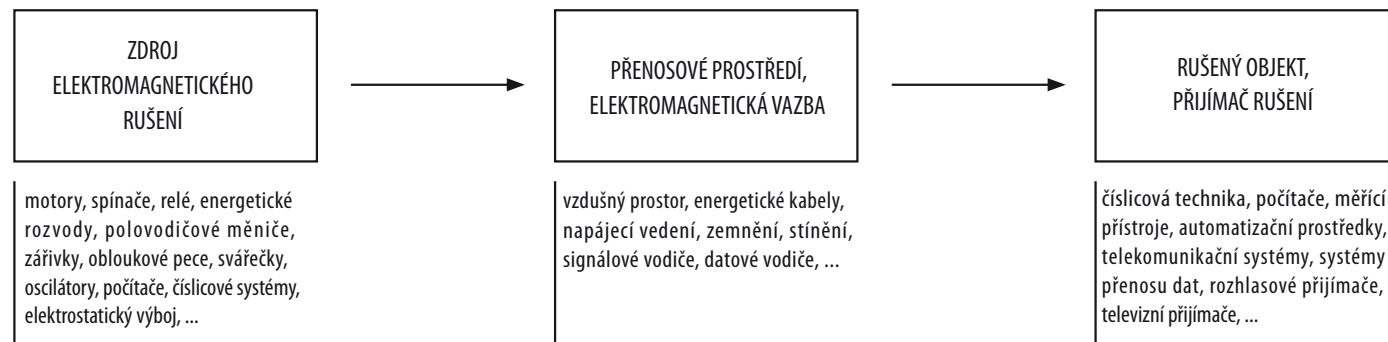 ZDROJ
ELEKTROMAGNETICKÉHO
RUŠENÍ
PŘENOSOVÉ PROSTŘEDÍ,
ELEKTROMAGNETICKÁ VAZBA
RUŠENÝ OBJEKT,
PŘIJÍMAČ RUŠENÍ
motory, spínače, relé, energetické
rozvody, polovodičové měniče,
zářivky, obloukové pece, svářečky,
oscilátory, počítače, číslicové systémy,
elektrostatický výboj, ...
vzdušný prostor, energetické kabely,
napájecí vedení, zemnění, stínění,
signálové vodiče, datové vodiče, ...
číslicová technika, počítače, měřící
přístroje, automatizační prostředky,
telekomunikační systémy, systémy
přenosu dat, rozhlasové přijímače,
televizní přijímače, ...